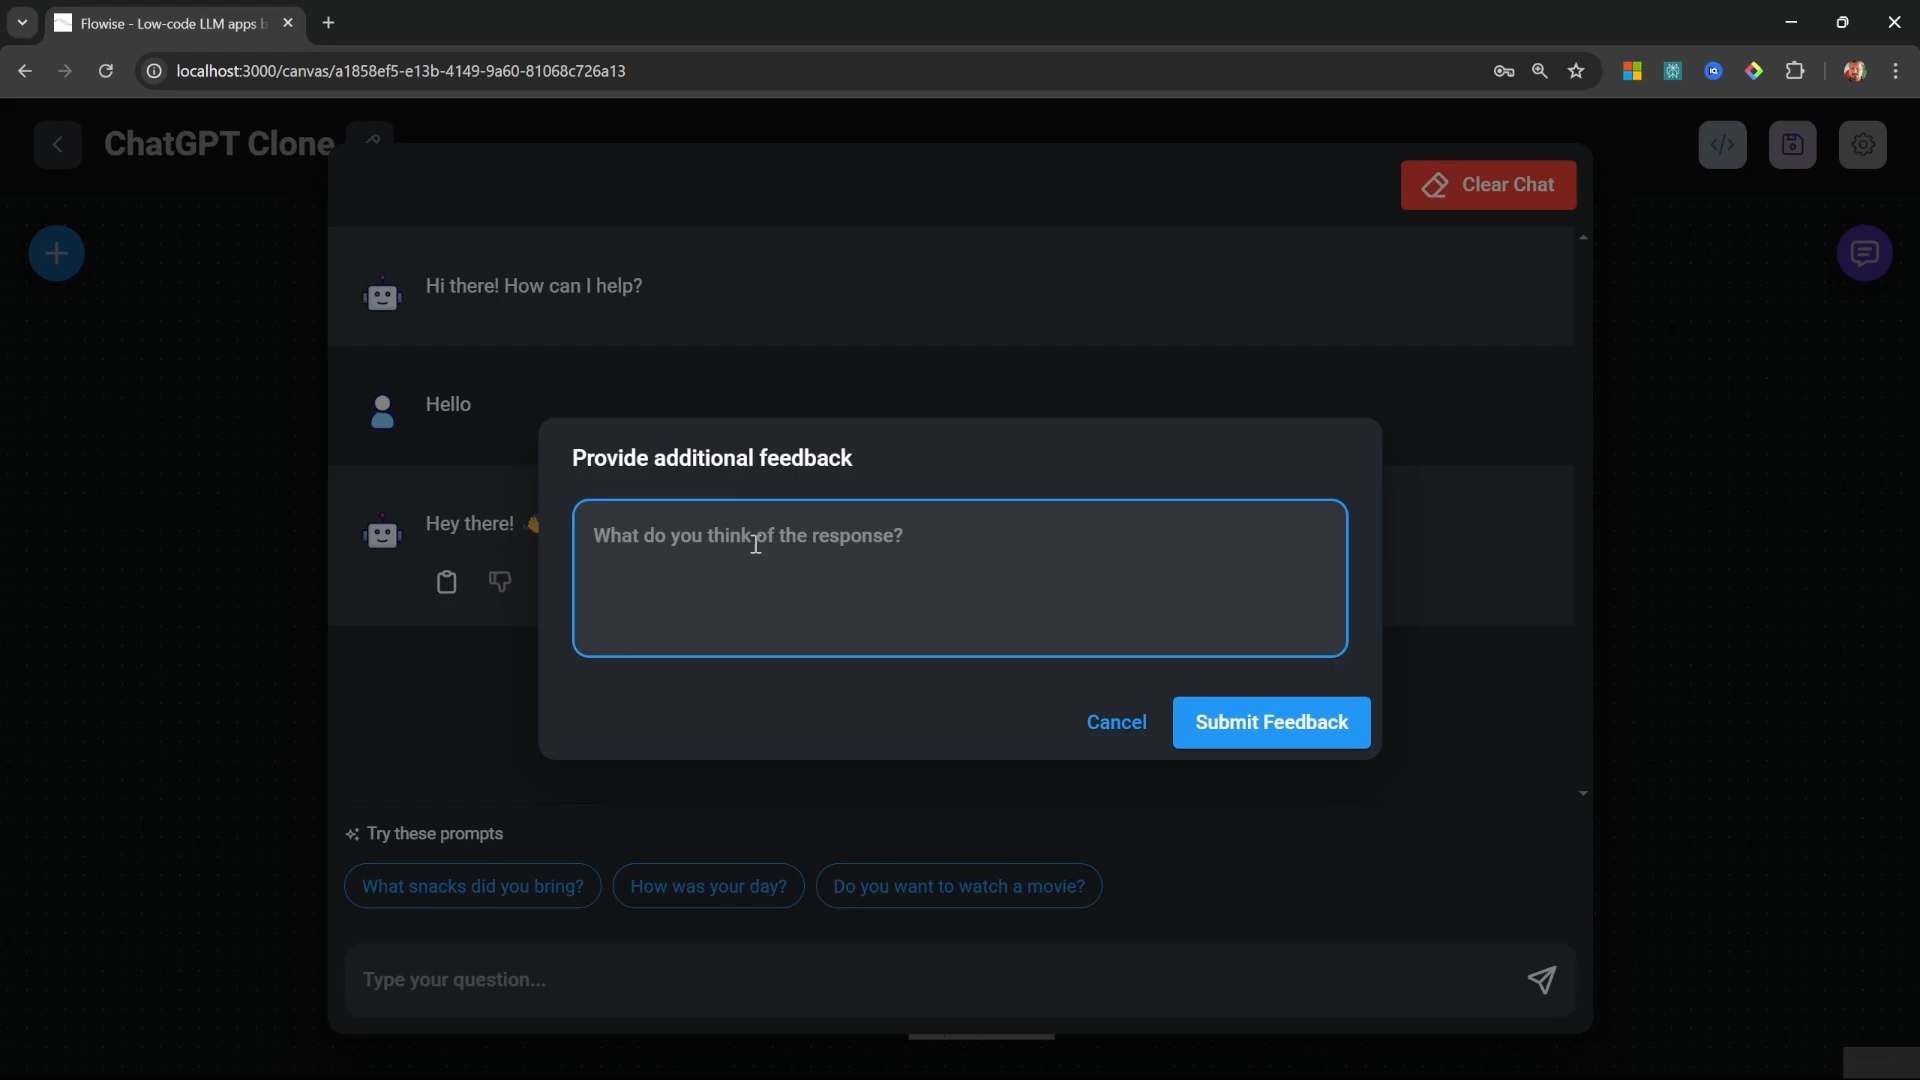 Flowise - Low-code LLM apps b
localhost:3000/canvas/a1858ef5-e13b-4149-9a60-81068c726a13
ChatGPT Clone
Clear Chat
Hi there! How can I help?
Hello
Hey there! 👋
Provide additional feedback
What do you think of the response?
Cancel
Submit Feedback
Try these prompts
What snacks did you bring?
How was your day?
Do you want to watch a movie?
Type your question...